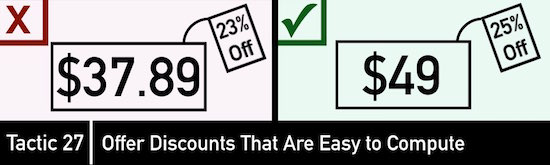 X
23%
Off
$37.89
25%
Off
$49
Tactic 27
Offer Discounts That Are Easy to Compute